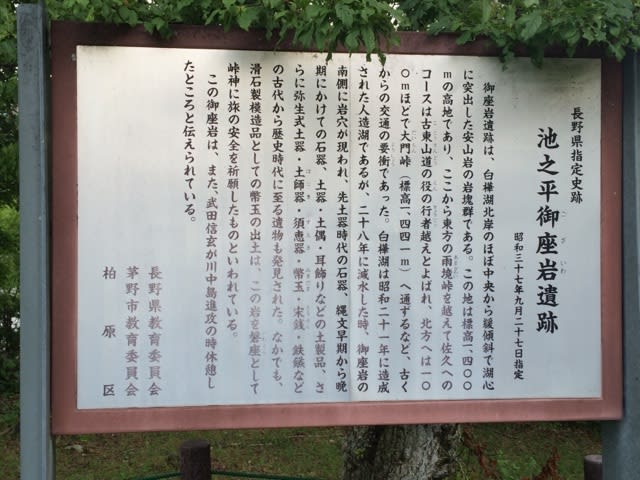 長野県指定史跡
池之平御座岩遺跡
昭和三十七年九月二十七日指定
御座岩遺跡は、白樺湖北岸のほぼ中央から緩傾斜で湖心
に突出した安山岩の岩塊群である。この地は標高一、四〇〇
mの高地であり、ここから東方の雨境峠を越えて佐久への
コースは古東山道の役の行者越えとよばれ、北方へは一〇
〇mほどで大門峠(標高一、四四一m)へ通ずるなど、古く
からの交通の要衝であった。白樺湖は昭和二十一年に造成
された人造湖であるが、二十八年に減水した時、御座岩の
南側に岩穴が現われ、先土器時代の石器、縄文早期から晩
期にかけての石器、土器・土偶・耳飾りなどの土製品、さ
らに弥生式土器・土師器・須恵器・幣玉・宋銭・鉄鏃など
の古代から歴史時代に至る遺物も発見された。なかでも、
滑石製模造品としての幣玉の出土は、この岩を磐座として
峠神に旅の安全を祈願したものといわれている。
この御座岩は、また、武田信玄が川中島進攻の時休憩し
たところと伝えられている。
長野県教育委員会
茅野市教育委員会
柏原区